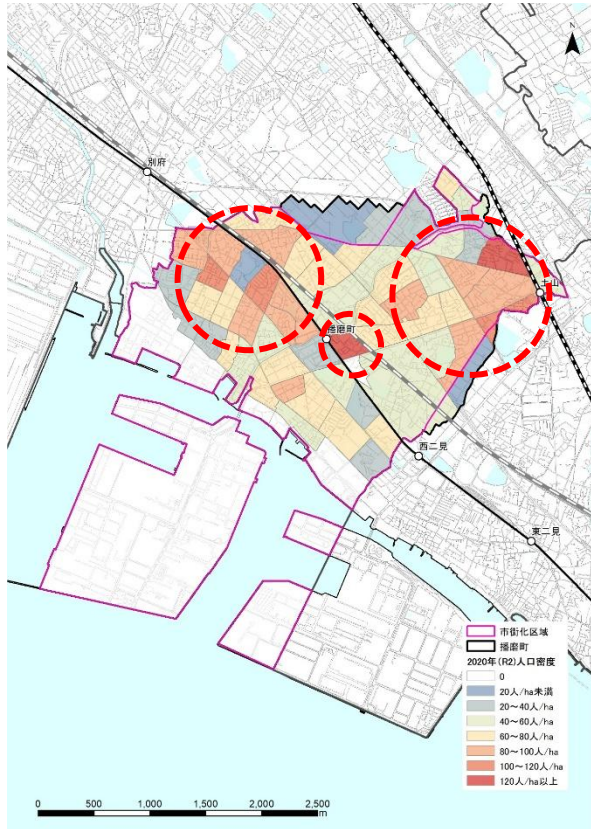 N
別府
土山
播磨町
西二見
東二見
市街化区域
播磨町
2020年(R2)人口密度
0
20人/ha未満
20～40人/ha
40～60人/ha
60～80人/ha
80～100人/ha
100～120人/ha
120人/ha以上
0 500 1,000 1,500 2,000 2,500
m